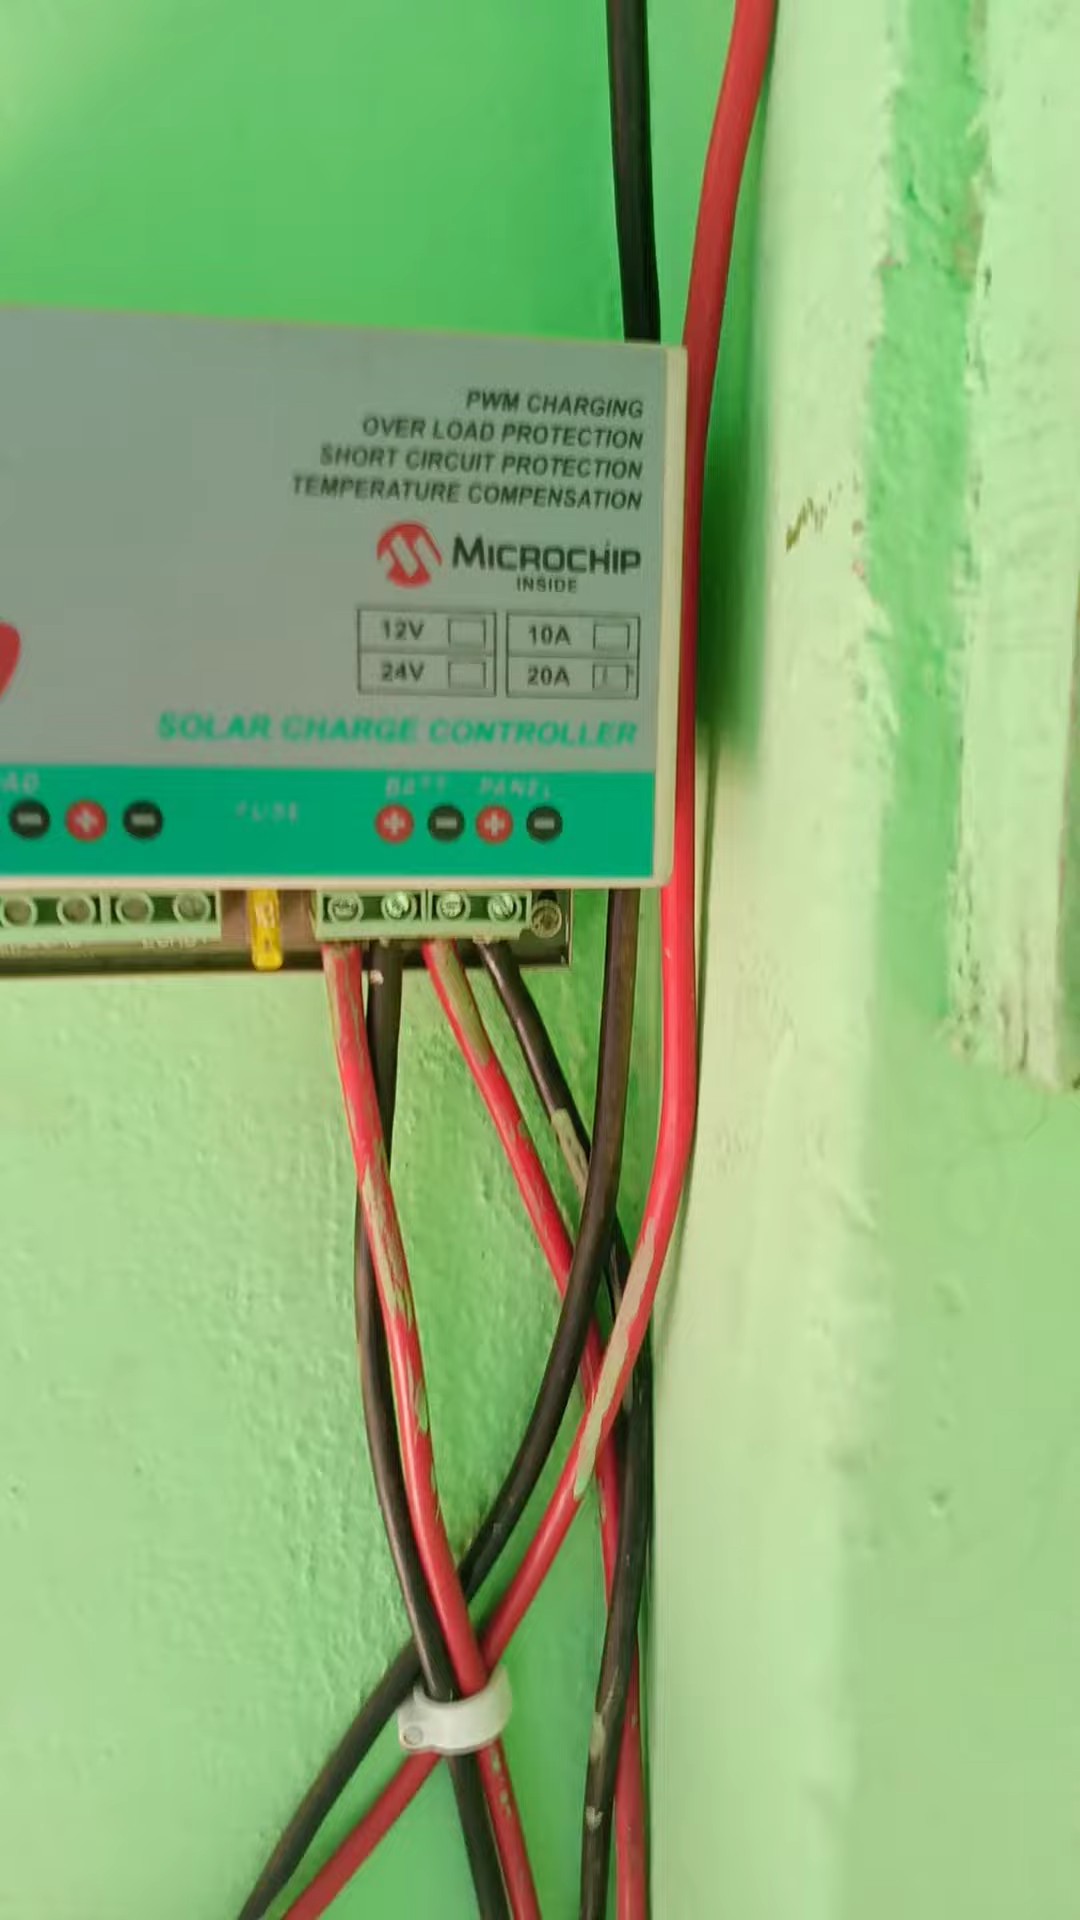 PWM CHARGING
OVER LOAD PROTECTION
SHORT CIRCUIT PROTECTION
TEMPERATURE COMPENSATION
MICROCHIP
INSIDE
12V 10A
24V 20A
SOLAR CHARGE CONTROLLER
AD BATT PANEL
FUSE
- + - + - + -